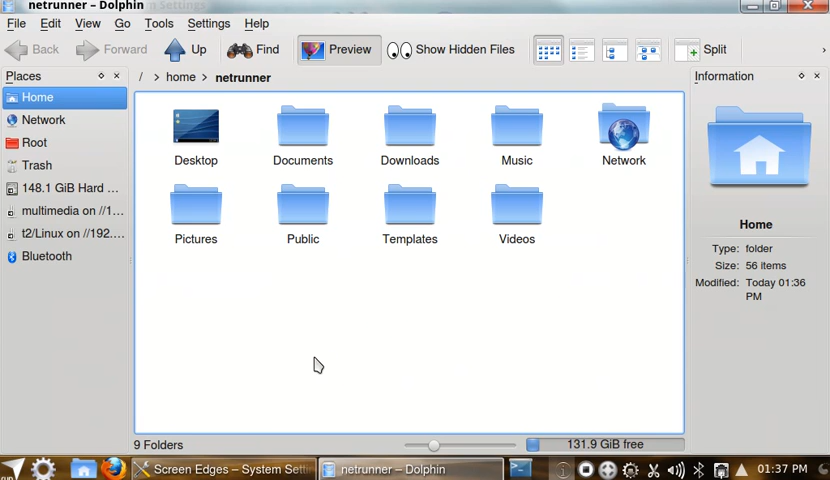 netrunner – Dolphin
File Edit View Go Tools Settings Help
Back Forward Up Find Preview Show Hidden Files Split
Places
Home
Network
Root
Trash
148.1 GiB Hard ...
multimedia on //1...
t2/Linux on //192....
Bluetooth
/ > home > netrunner
Desktop Documents Downloads Music Network
Pictures Public Templates Videos
9 Folders
131.9 GiB free
Information
Home
Type: folder
Size: 56 items
Modified: Today 01:36
PM
Screen Edges – System Setti
netrunner – Dolphin
01:37 PM